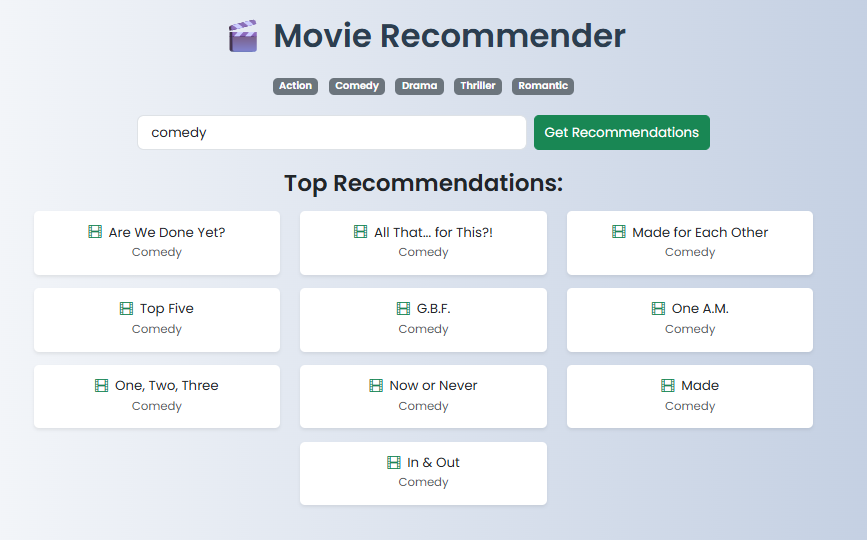 Movie Recommender
Action Comedy Drama Thriller Romantic
comedy Get Recommendations
Top Recommendations:
Are We Done Yet?
Comedy
All That... for This?!
Comedy
Made for Each Other
Comedy
Top Five
Comedy
G.B.F.
Comedy
One A.M.
Comedy
One, Two, Three
Comedy
Now or Never
Comedy
Made
Comedy
In & Out
Comedy